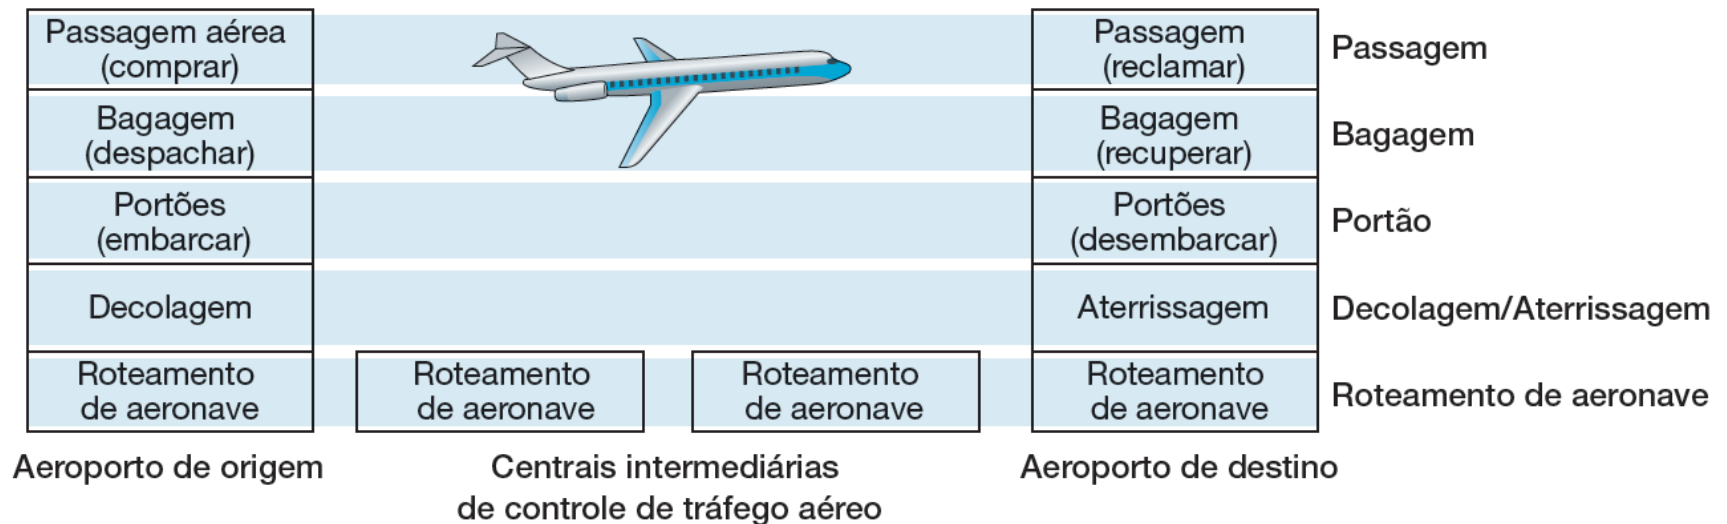 Passagem aérea
(comprar)
Passagem
(reclamar)
Passagem
Bagagem
(despachar)
Bagagem
(recuperar)
Bagagem
Portões
(embarcar)
Portões
(desembarcar)
Portão
Decolagem
Aterrissagem
Decolagem/Aterrissagem
Roteamento
de aeronave
Roteamento
de aeronave
Roteamento
de aeronave
Roteamento
de aeronave
Roteamento de aeronave
Aeroporto de origem
Centrais intermediárias
de controle de tráfego aéreo
Aeroporto de destino